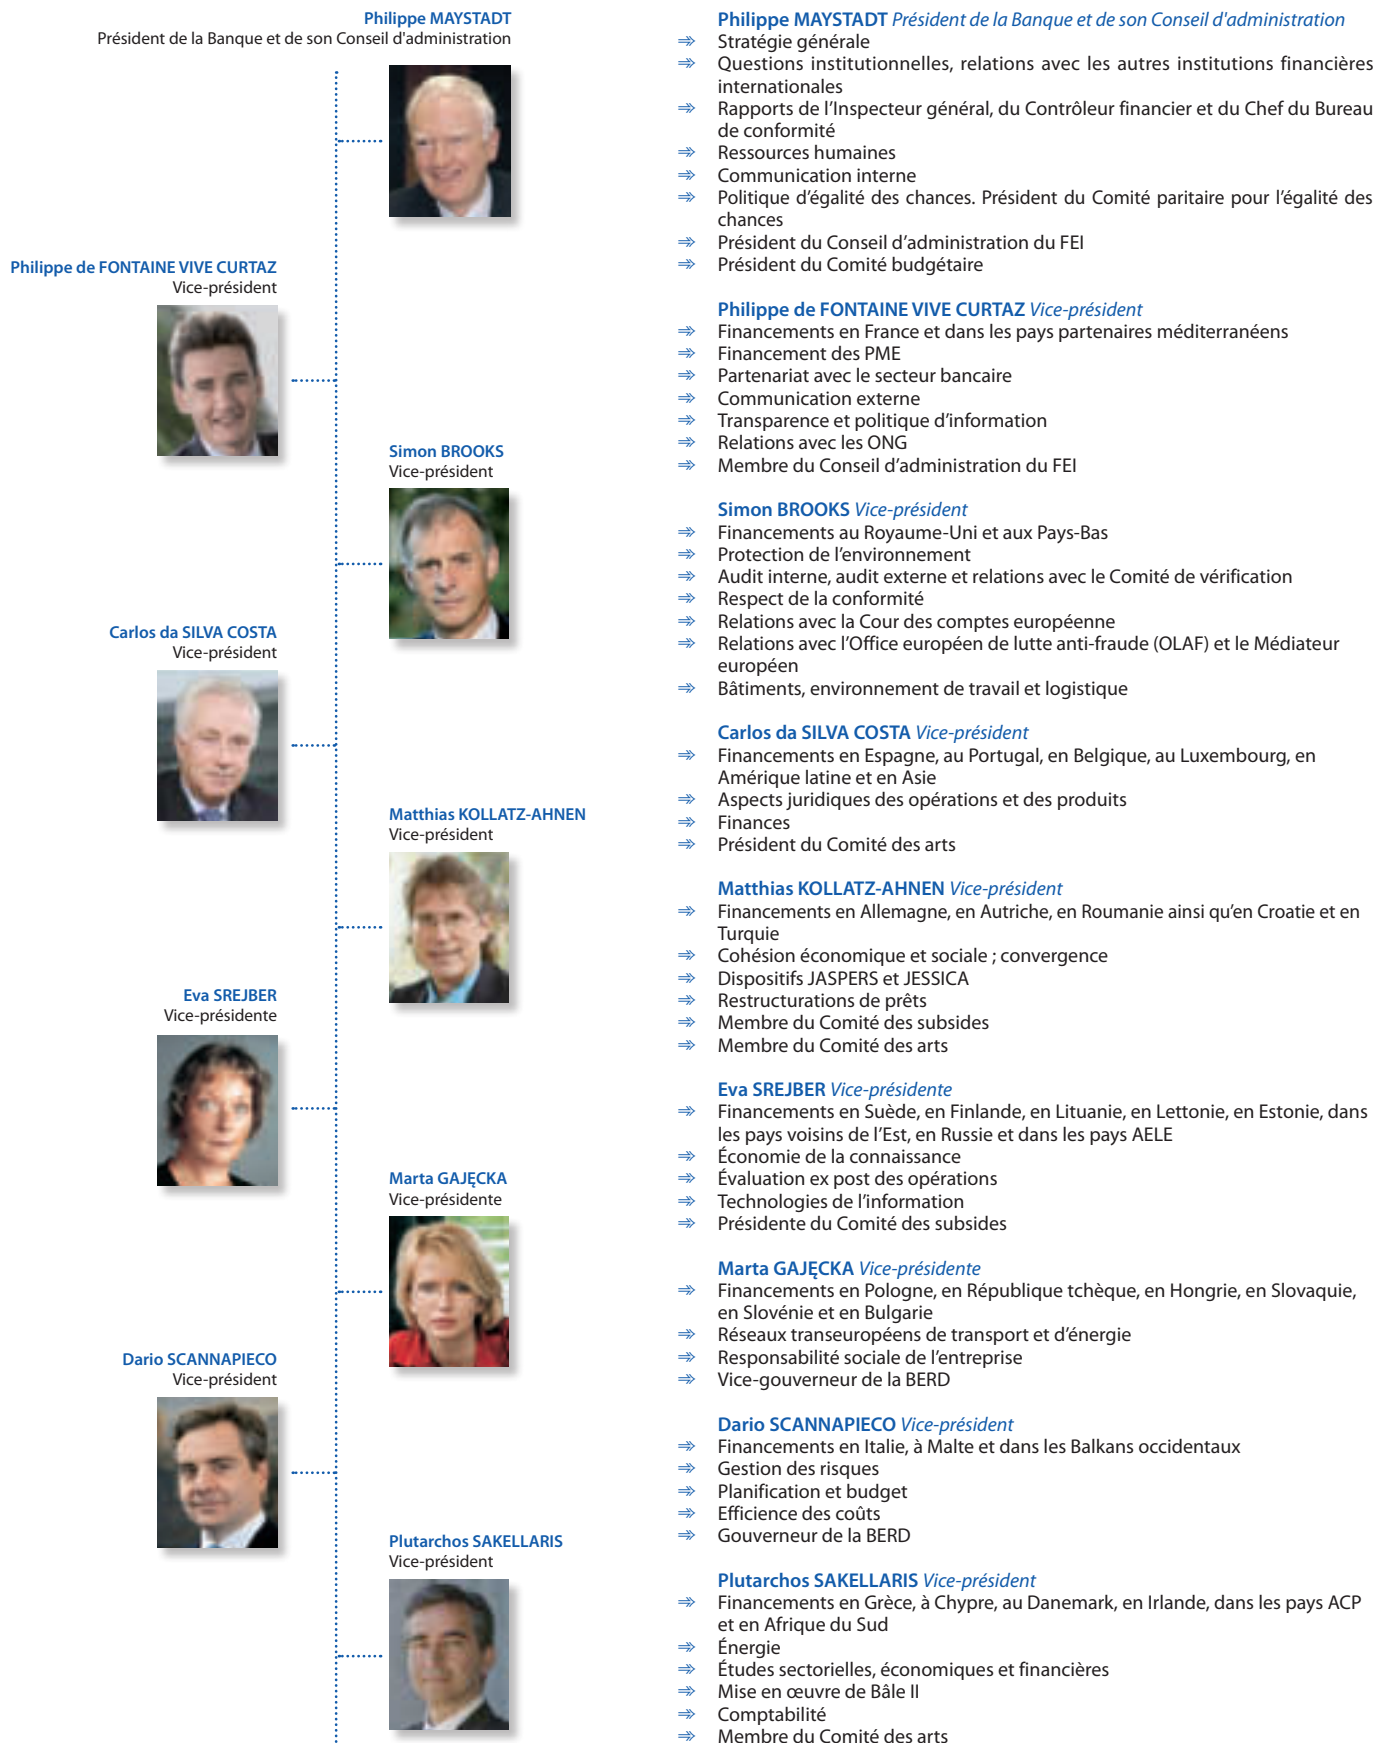 Philippe MAYSTADT
Président de la Banque et de son Conseil d'administration
Philippe de FONTAINE VIVE CURTAZ
Vice-président
Simon BROOKS
Vice-président
Carlos da SILVA COSTA
Vice-président
Matthias KOLLATZ-AHNEN
Vice-président
Eva SREJBER
Vice-présidente
Marta GAJĘCKA
Vice-présidente
Dario SCANNAPIECO
Vice-président
Plutarchos SAKELLARIS
Vice-président
Philippe MAYSTADT Président de la Banque et de son Conseil d'administration
⇒ Stratégie générale
⇒ Questions institutionnelles, relations avec les autres institutions financières
internationales
⇒ Rapports de l’Inspecteur général, du Contrôleur financier et du Chef du Bureau
de conformité
⇒ Ressources humaines
⇒ Communication interne
⇒ Politique d’égalité des chances. Président du Comité paritaire pour l’égalité des
chances
⇒ Président du Conseil d’administration du FEI
⇒ Président du Comité budgétaire
Philippe de FONTAINE VIVE CURTAZ Vice-président
⇒ Financements en France et dans les pays partenaires méditerranéens
⇒ Financement des PME
⇒ Partenariat avec le secteur bancaire
⇒ Communication externe
⇒ Transparence et politique d’information
⇒ Relations avec les ONG
⇒ Membre du Conseil d’administration du FEI
Simon BROOKS Vice-président
⇒ Financements au Royaume-Uni et aux Pays-Bas
⇒ Protection de l’environnement
⇒ Audit interne, audit externe et relations avec le Comité de vérification
⇒ Respect de la conformité
⇒ Relations avec la Cour des comptes européenne
⇒ Relations avec l’Office européen de lutte anti-fraude (OLAF) et le Médiateur
européen
⇒ Bâtiments, environnement de travail et logistique
Carlos da SILVA COSTA Vice-président
⇒ Financements en Espagne, au Portugal, en Belgique, au Luxembourg, en
Amérique latine et en Asie
⇒ Aspects juridiques des opérations et des produits
⇒ Finances
⇒ Président du Comité des arts
Matthias KOLLATZ-AHNEN Vice-président
⇒ Financements en Allemagne, en Autriche, en Roumanie ainsi qu’en Croatie et en
Turquie
⇒ Cohésion économique et sociale ; convergence
⇒ Dispositifs JASPERS et JESSICA
⇒ Restructurations de prêts
⇒ Membre du Comité des subsides
⇒ Membre du Comité des arts
Eva SREJBER Vice-présidente
⇒ Financements en Suède, en Finlande, en Lituanie, en Lettonie, en Estonie, dans
les pays voisins de l’Est, en Russie et dans les pays AELE
⇒ Économie de la connaissance
⇒ Évaluation ex post des opérations
⇒ Technologies de l’information
⇒ Présidente du Comité des subsides
Marta GAJĘCKA Vice-présidente
⇒ Financements en Pologne, en République tchèque, en Hongrie, en Slovaquie,
en Slovénie et en Bulgarie
⇒ Réseaux transeuropéens de transport et d’énergie
⇒ Responsabilité sociale de l’entreprise
⇒ Vice-gouverneur de la BERD
Dario SCANNAPIECO Vice-président
⇒ Financements en Italie, à Malte et dans les Balkans occidentaux
⇒ Gestion des risques
⇒ Planification et budget
⇒ Efficience des coûts
⇒ Gouverneur de la BERD
Plutarchos SAKELLARIS Vice-président
⇒ Financements en Grèce, à Chypre, au Danemark, en Irlande, dans les pays ACP
et en Afrique du Sud
⇒ Énergie
⇒ Études sectorielles, économiques et financières
⇒ Mise en œuvre de Bâle II
⇒ Comptabilité
⇒ Membre du Comité des arts